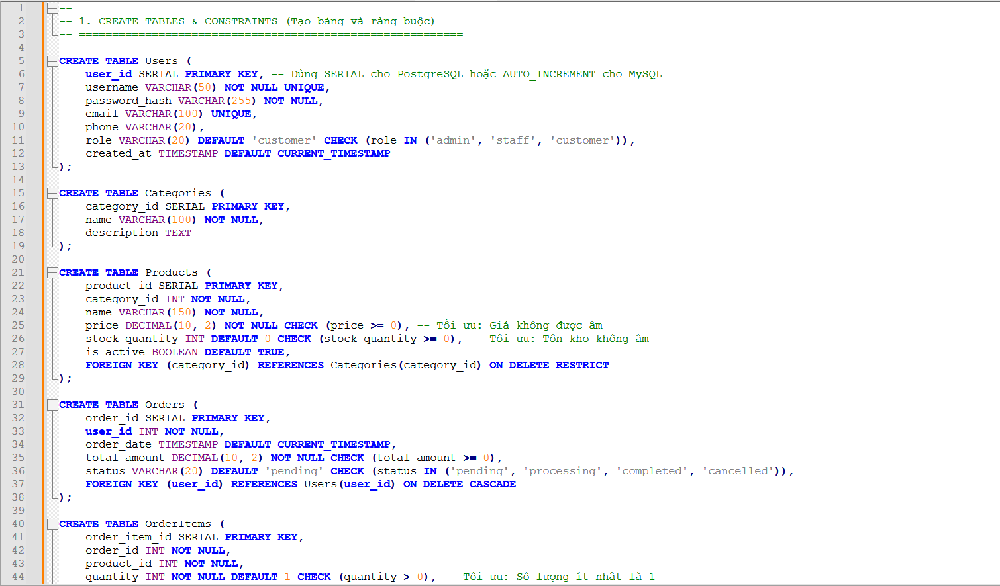 1 -- ==========================================================
2 -- 1. CREATE TABLES & CONSTRAINTS (Tạo bảng và ràng buộc)
3 -- ==========================================================
4
5 CREATE TABLE Users (
6     user_id SERIAL PRIMARY KEY, -- Dùng SERIAL cho PostgreSQL hoặc AUTO_INCREMENT cho MySQL
7     username VARCHAR(50) NOT NULL UNIQUE,
8     password_hash VARCHAR(255) NOT NULL,
9     email VARCHAR(100) UNIQUE,
10     phone VARCHAR(20),
11     role VARCHAR(20) DEFAULT 'customer' CHECK (role IN ('admin', 'staff', 'customer')),
12     created_at TIMESTAMP DEFAULT CURRENT_TIMESTAMP
13 );
14
15 CREATE TABLE Categories (
16     category_id SERIAL PRIMARY KEY,
17     name VARCHAR(100) NOT NULL,
18     description TEXT
19 );
20
21 CREATE TABLE Products (
22     product_id SERIAL PRIMARY KEY,
23     category_id INT NOT NULL,
24     name VARCHAR(150) NOT NULL,
25     price DECIMAL(10, 2) NOT NULL CHECK (price >= 0), -- Tối ưu: Giá không được âm
26     stock_quantity INT DEFAULT 0 CHECK (stock_quantity >= 0), -- Tối ưu: Tồn kho không âm
27     is_active BOOLEAN DEFAULT TRUE,
28     FOREIGN KEY (category_id) REFERENCES Categories(category_id) ON DELETE RESTRICT
29 );
30
31 CREATE TABLE Orders (
32     order_id SERIAL PRIMARY KEY,
33     user_id INT NOT NULL,
34     order_date TIMESTAMP DEFAULT CURRENT_TIMESTAMP,
35     total_amount DECIMAL(10, 2) NOT NULL CHECK (total_amount >= 0),
36     status VARCHAR(20) DEFAULT 'pending' CHECK (status IN ('pending', 'processing', 'completed', 'cancelled')),
37     FOREIGN KEY (user_id) REFERENCES Users(user_id) ON DELETE CASCADE
38 );
39
40 CREATE TABLE OrderItems (
41     order_item_id SERIAL PRIMARY KEY,
42     order_id INT NOT NULL,
43     product_id INT NOT NULL,
44     quantity INT NOT NULL DEFAULT 1 CHECK (quantity > 0), -- Tối ưu: Số lượng ít nhất là 1